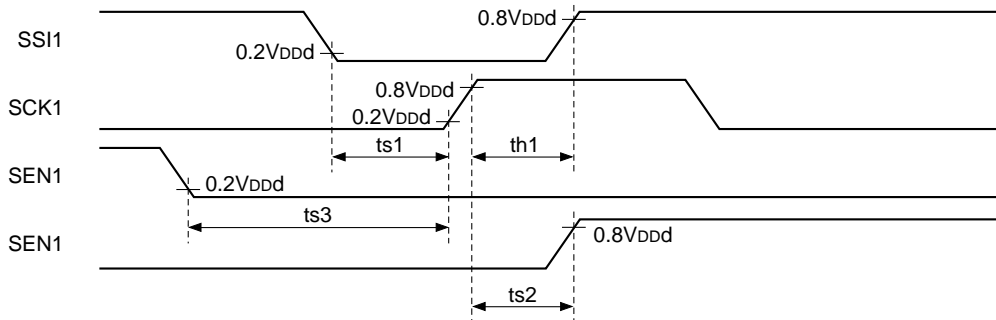 SSI1
0.8VDDd
0.2VDDd
SCK1
0.8VDDd
0.2VDDd
ts1
th1
SEN1
0.2VDDd
ts3
SEN1
0.8VDDd
ts2